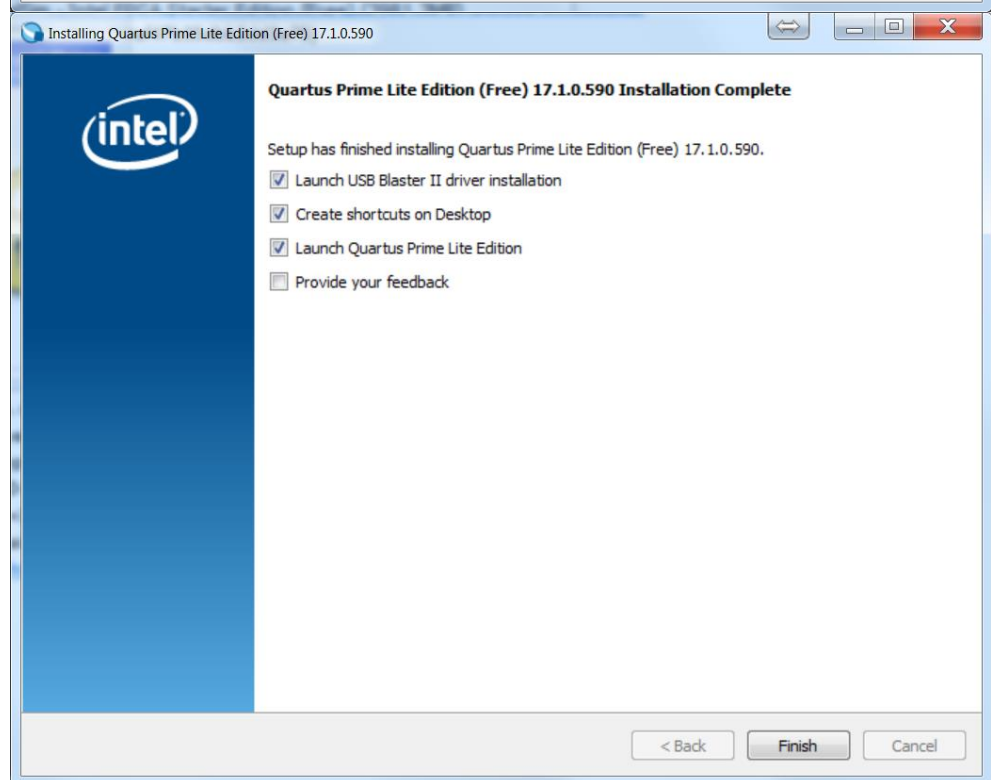 Installing Quartus Prime Lite Edition (Free) 17.1.0.590
intel
Quartus Prime Lite Edition (Free) 17.1.0.590 Installation Complete
Setup has finished installing Quartus Prime Lite Edition (Free) 17.1.0.590.
Launch USB Blaster II driver installation
Create shortcuts on Desktop
Launch Quartus Prime Lite Edition
Provide your feedback
< Back Finish Cancel